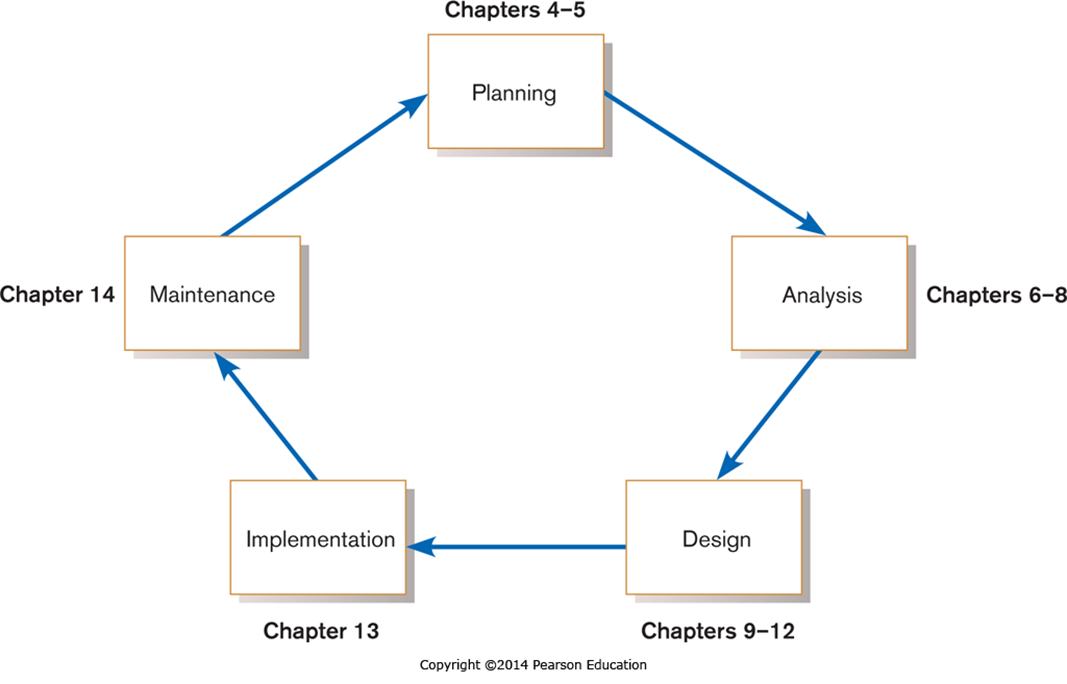 Chapters 4–5
Planning
Chapter 14
Maintenance
Analysis
Chapters 6–8
Implementation
Design
Chapter 13
Chapters 9–12
Copyright ©2014 Pearson Education